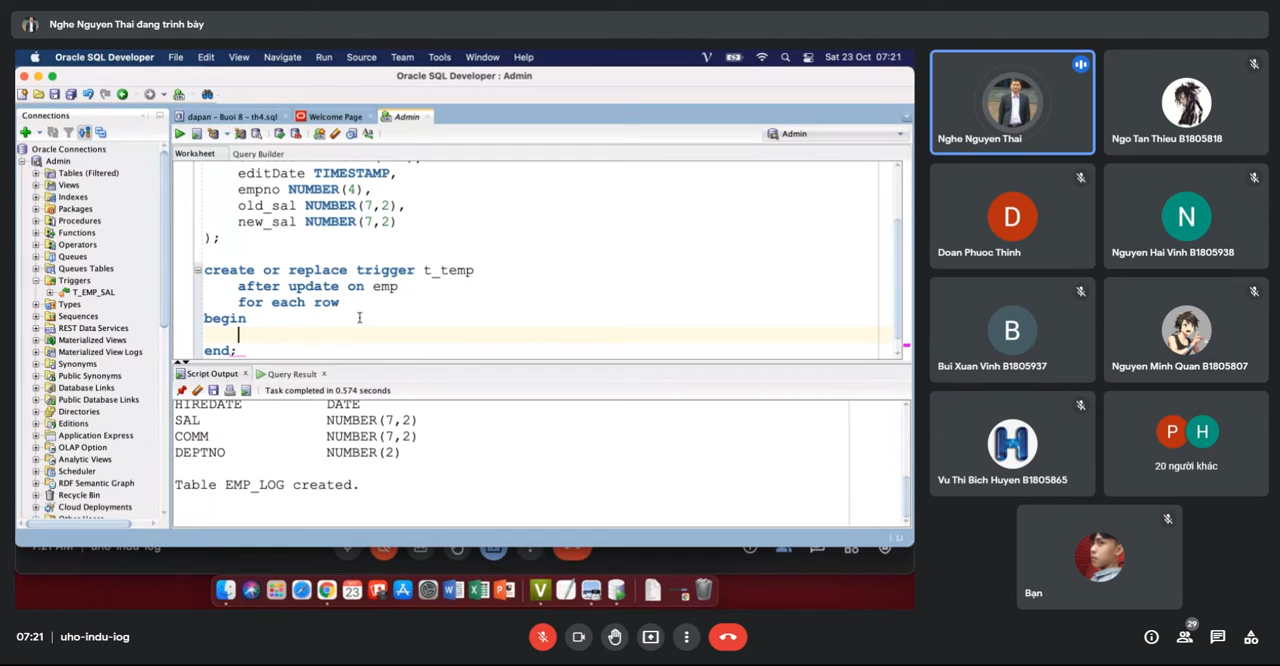 Nghe Nguyen Thai đang trình bày
Oracle SQL Developer File Edit View Navigate Run Source Team Tools Window Help Sat 23 Oct 07:21
Oracle SQL Developer : Admin
Connections
dapan - Buoi 8 - th4.sql Welcome Page Admin
Admin
Worksheet Query Builder
Oracle Connections
Admin
Tables (Filtered)
Views
Indexes
Packages
Procedures
Functions
Operators
Queues
Queues Tables
Triggers
T_EMP_SAL
Types
Sequences
REST Data Services
Materialized Views
Materialized View Logs
Synonyms
Public Synonyms
Database Links
Public Database Links
Directories
Editions
Application Express
OLAP Option
Analytic Views
Scheduler
RDF Semantic Graph
Recycle Bin
Cloud Deployments
editDate TIMESTAMP,
empno NUMBER(4),
old_sal NUMBER(7,2),
new_sal NUMBER(7,2)
);
create or replace trigger t_temp
after update on emp
for each row
begin
end;
Script Output Query Result
Task completed in 0.574 seconds
HIREDATE DATE
SAL NUMBER(7,2)
COMM NUMBER(7,2)
DEPTNO NUMBER(2)
Table EMP_LOG created.
7:21 AM uho-indu-iog
23
Nghe Nguyen Thai
Ngo Tan Thieu B1805818
D
Doan Phuoc Thinh
N
Nguyen Hai Vinh B1805938
B
Bui Xuan Vinh B1805937
Nguyen Minh Quan B1805807
H
Vu Thi Bich Huyen B1805865
P H
20 người khác
Bạn
07:21 uho-indu-iog
29